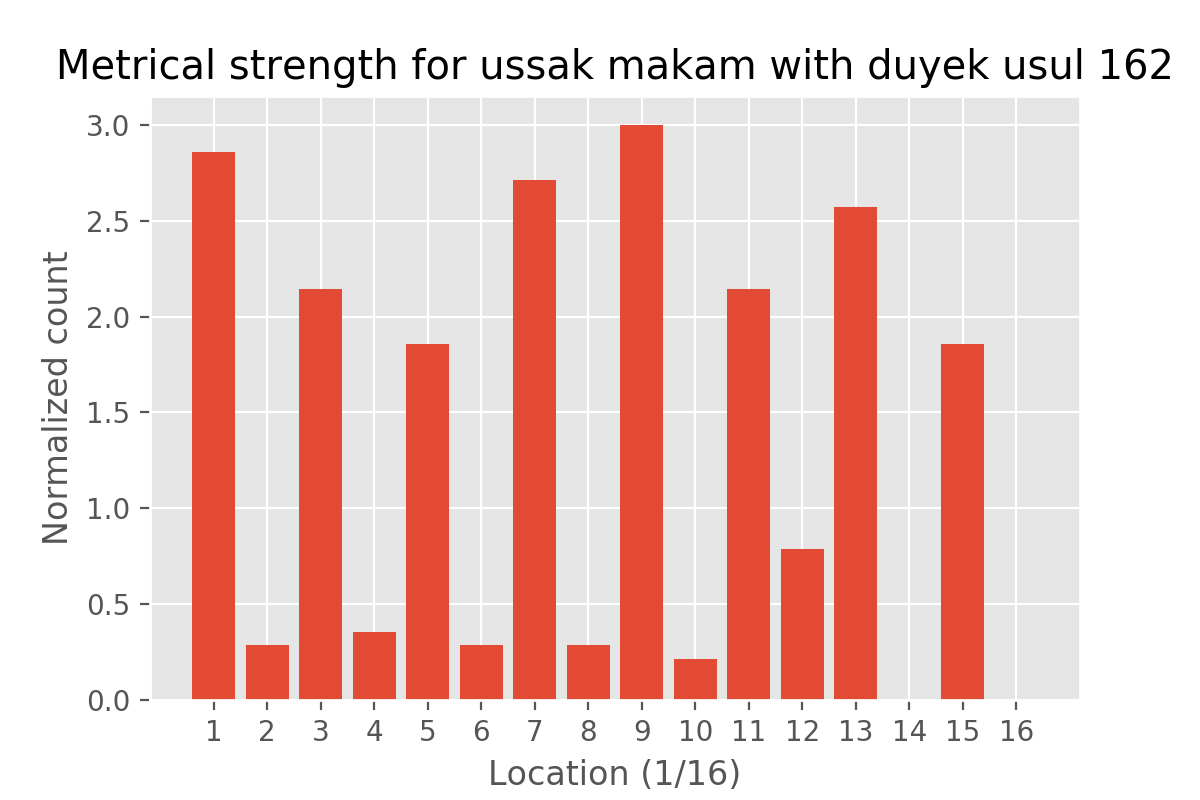 Metrical strength for ussak makam with duyek usul 162
3.0
2.5
2.0
1.5
1.0
0.5
0.0
Normalized count
1 2 3 4 5 6 7 8 9 10 11 12 13 14 15 16
Location (1/16)